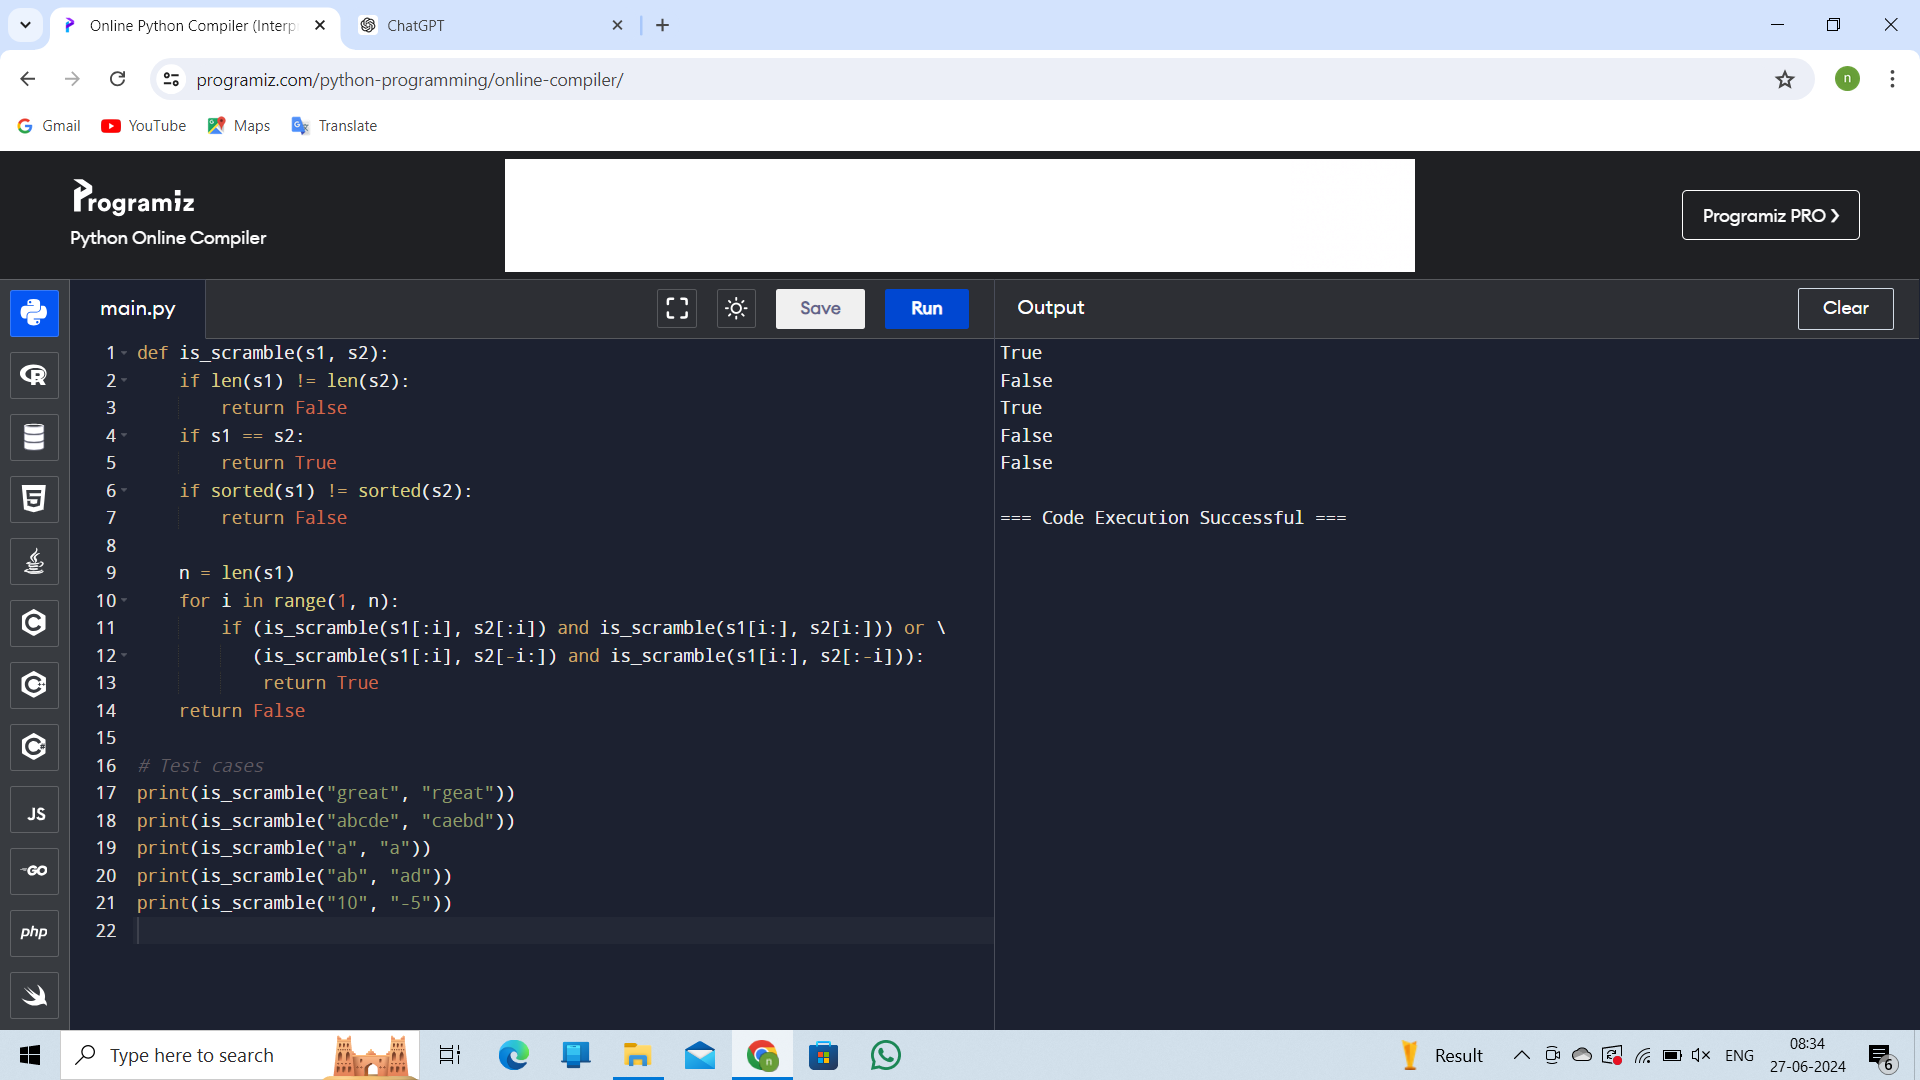 Online Python Compiler (Interp
ChatGPT
programiz.com/python-programming/online-compiler/
n
Gmail
YouTube
Maps
Translate
Programiz
Python Online Compiler
Programiz PRO
main.py
Save
Run
Output
Clear
1 def is_scramble(s1, s2):
2     if len(s1) != len(s2):
3         return False
4     if s1 == s2:
5         return True
6     if sorted(s1) != sorted(s2):
7         return False
8
9     n = len(s1)
10     for i in range(1, n):
11         if (is_scramble(s1[:i], s2[:i]) and is_scramble(s1[i:], s2[i:])) or \
12            (is_scramble(s1[:i], s2[-i:]) and is_scramble(s1[i:], s2[:-i])):
13             return True
14     return False
15
16 # Test cases
17 print(is_scramble("great", "rgeat"))
18 print(is_scramble("abcde", "caebd"))
19 print(is_scramble("a", "a"))
20 print(is_scramble("ab", "ad"))
21 print(is_scramble("10", "-5"))
22
True
False
True
False
False
=== Code Execution Successful ===
R
5
C
C
C
JS
GO
php
Type here to search
n
Result
ENG
08:34
27-06-2024
6